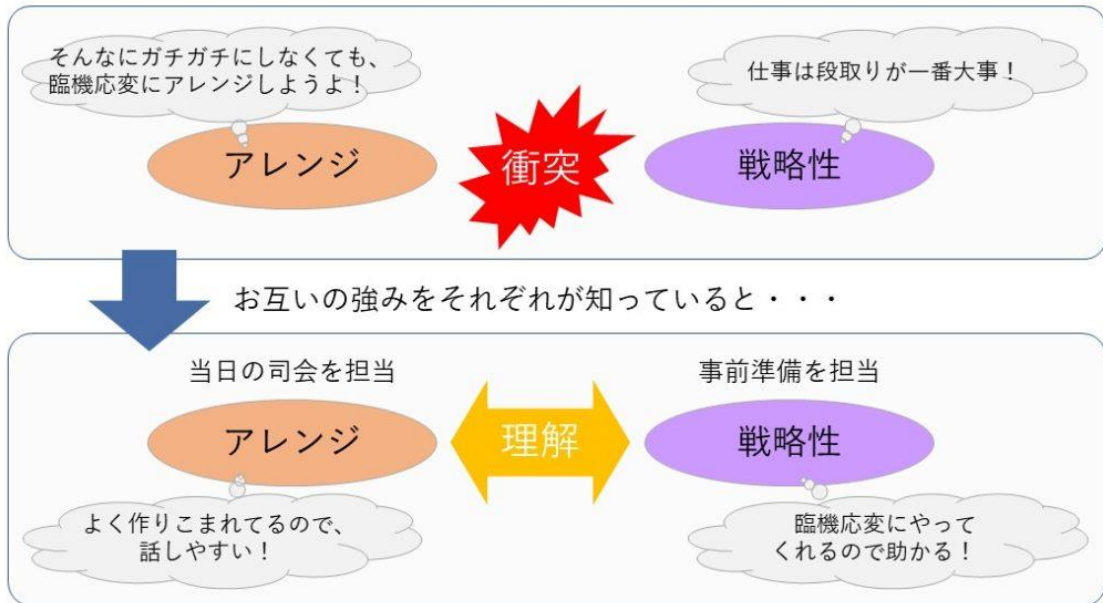 そんなにガチガチにしなくても、
臨機応変にアレンジしようよ！
仕事は段取りが一番大事！
アレンジ
衝突
戦略性
お互いの強みをそれぞれが知っていると・・・
当日の司会を担当
事前準備を担当
アレンジ
理解
戦略性
よく作りこまれてるので、
話しやすい！
臨機応変にやって
くれるので助かる！